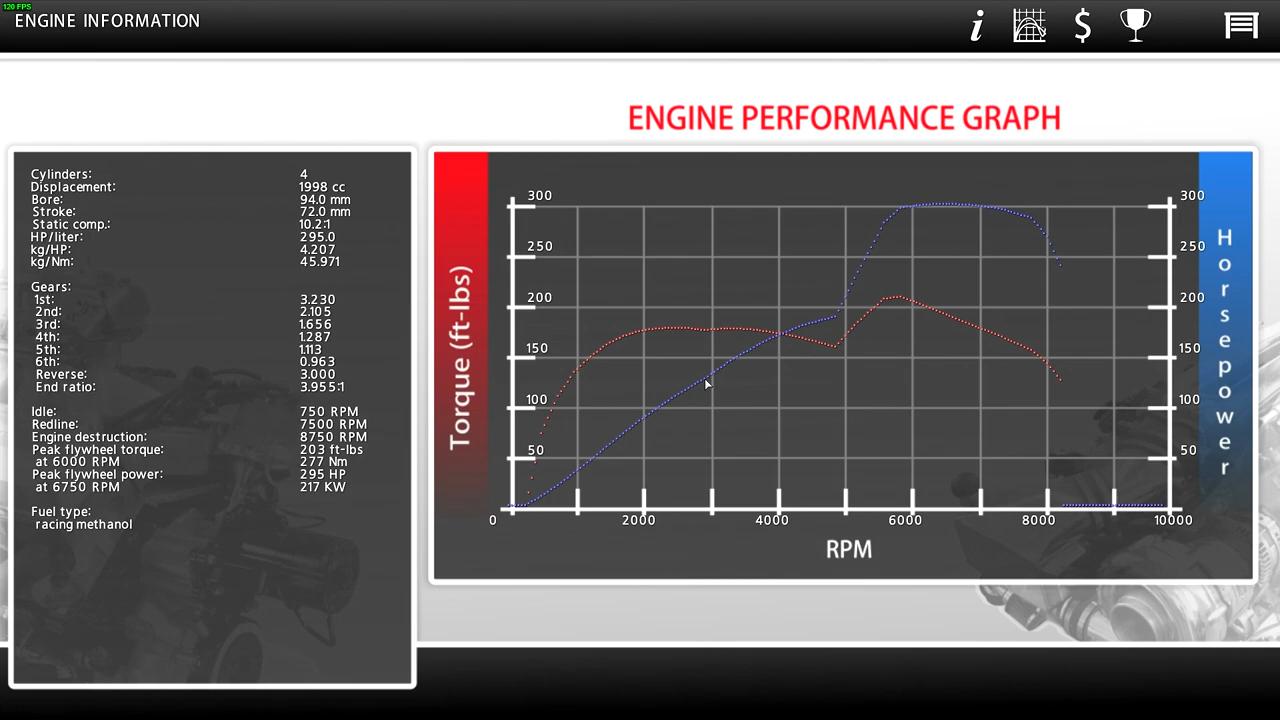 120 FPS
ENGINE INFORMATION
i
$
ENGINE PERFORMANCE GRAPH
Cylinders: 4
Displacement: 1998 cc
Bore: 94.0 mm
Stroke: 72.0 mm
Static comp.: 10.2:1
HP/liter: 295.0
kg/HP: 4.207
kg/Nm: 45.971
Gears:
1st: 3.230
2nd: 2.105
3rd: 1.656
4th: 1.287
5th: 1.113
6th: 0.963
Reverse: 3.000
End ratio: 3.955:1
Idle: 750 RPM
Redline: 7500 RPM
Engine destruction: 8750 RPM
Peak flywheel torque: 203 ft-lbs
at 6000 RPM 277 Nm
Peak flywheel power: 295 HP
at 6750 RPM 217 KW
Fuel type:
racing methanol
Torque (ft-lbs)
300 300
250 250
200 200
150 150
100 100
50 50
0 2000 4000 6000 8000 10000
RPM
Horsepower